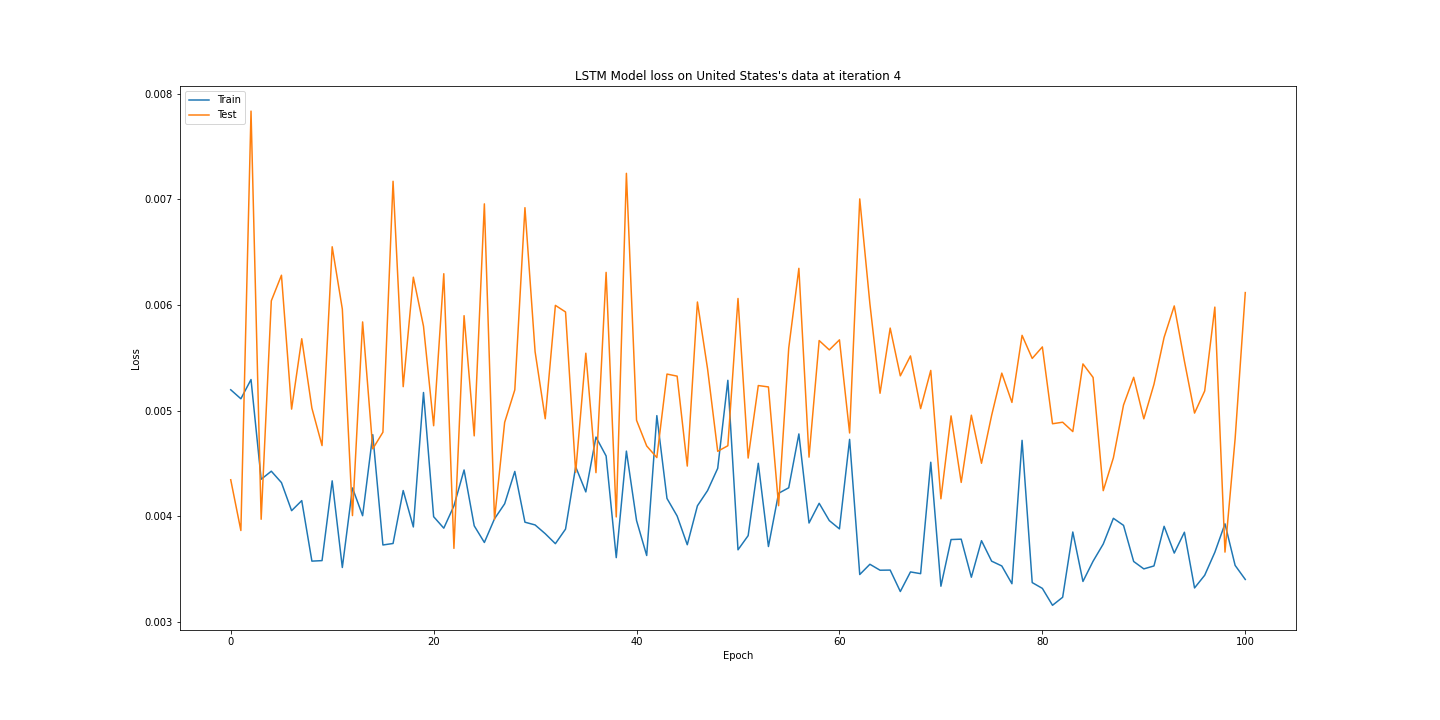 LSTM Model loss on United States's data at iteration 4
Train
Test
0.008
0.007
0.006
0.005
0.004
0.003
Loss
0 20 40 60 80 100
Epoch